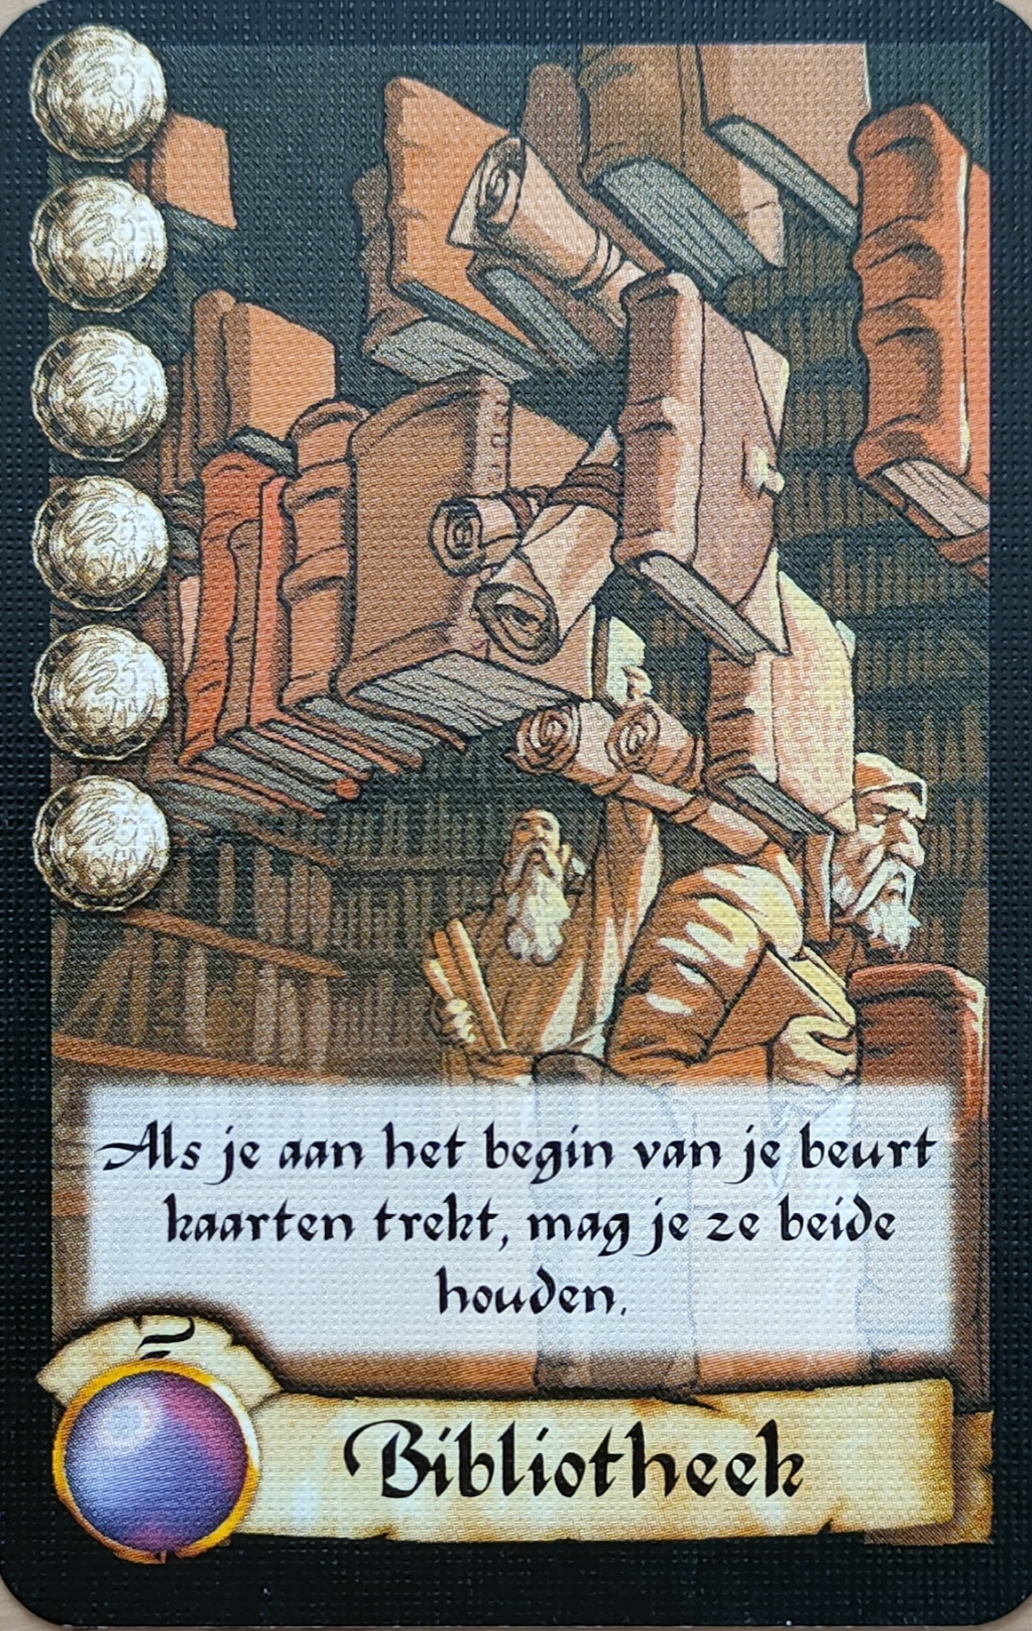 Als je aan het begin van je beurt
kaarten trekt, mag je ze beide
houden.
Bibliotheek